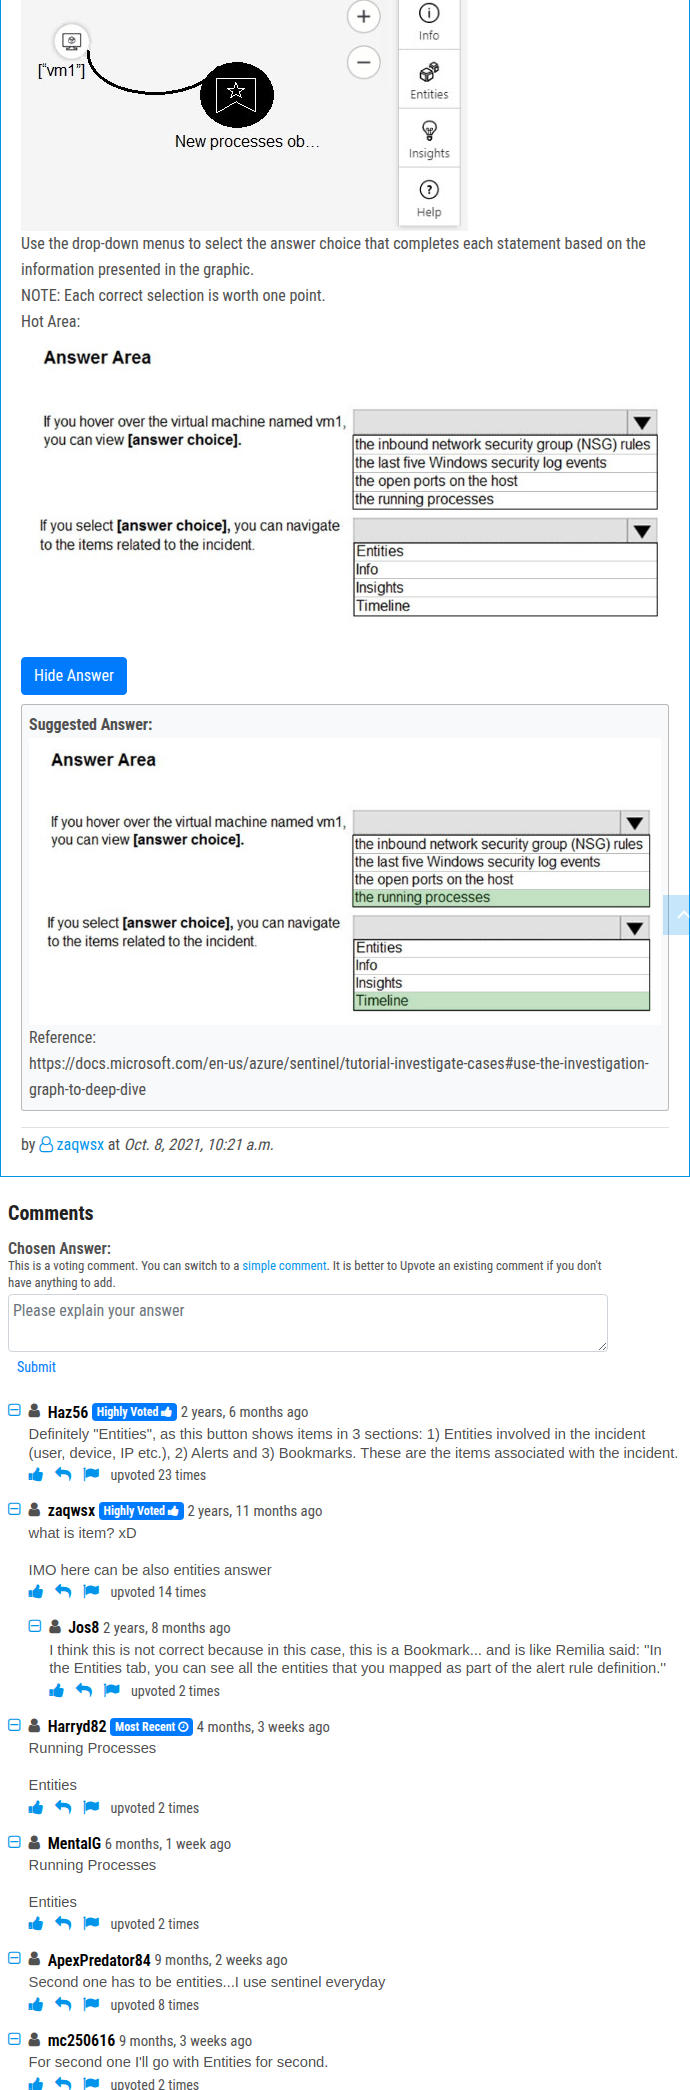 ["vm1"]
New processes ob...
Info
Entities
Insights
Help
Use the drop-down menus to select the answer choice that completes each statement based on the
information presented in the graphic.
NOTE: Each correct selection is worth one point.
Hot Area:
Answer Area
If you hover over the virtual machine named vm1,
you can view [answer choice].
the inbound network security group (NSG) rules
the last five Windows security log events
the open ports on the host
the running processes
If you select [answer choice], you can navigate
to the items related to the incident.
Entities
Info
Insights
Timeline
Hide Answer
Suggested Answer:
Answer Area
If you hover over the virtual machine named vm1,
you can view [answer choice].
the inbound network security group (NSG) rules
the last five Windows security log events
the open ports on the host
the running processes
If you select [answer choice], you can navigate
to the items related to the incident.
Entities
Info
Insights
Timeline
Reference:
https://docs.microsoft.com/en-us/azure/sentinel/tutorial-investigate-cases#use-the-investigation-
graph-to-deep-dive
by zaqwsx at Oct. 8, 2021, 10:21 a.m.
Comments
Chosen Answer:
This is a voting comment. You can switch to a simple comment. It is better to Upvote an existing comment if you don't
have anything to add.
Please explain your answer
Submit
Haz56 Highly Voted 2 years, 6 months ago
Definitely "Entities", as this button shows items in 3 sections: 1) Entities involved in the incident
(user, device, IP etc.), 2) Alerts and 3) Bookmarks. These are the items associated with the incident.
upvoted 23 times
zaqwsx Highly Voted 2 years, 11 months ago
what is item? xD
IMO here can be also entities answer
upvoted 14 times
Jos8 2 years, 8 months ago
I think this is not correct because in this case, this is a Bookmark... and is like Remilia said: "In
the Entities tab, you can see all the entities that you mapped as part of the alert rule definition."
upvoted 2 times
Harryd82 Most Recent 4 months, 3 weeks ago
Running Processes
Entities
upvoted 2 times
MentalG 6 months, 1 week ago
Running Processes
Entities
upvoted 2 times
ApexPredator84 9 months, 2 weeks ago
Second one has to be entities...I use sentinel everyday
upvoted 8 times
mc250616 9 months, 3 weeks ago
For second one I'll go with Entities for second.
upvoted 2 times